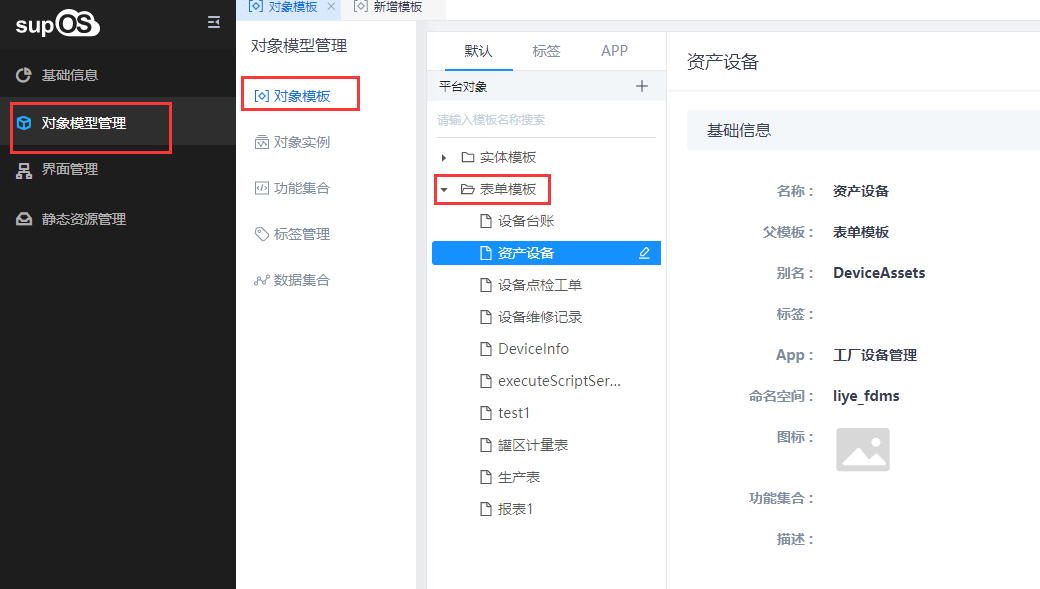 supOS
基础信息
对象模型管理
界面管理
静态资源管理
对象模板
新增模板
对象模型管理
对象模板
对象实例
功能集合
标签管理
数据集合
默认 标签 APP
平台对象
请输入模板名称搜索
实体模板
表单模板
设备台账
资产设备
设备点检工单
设备维修记录
DeviceInfo
executeScriptSer...
test1
罐区计量表
生产表
报表1
资产设备
基础信息
名称： 资产设备
父模板： 表单模板
别名： DeviceAssets
标签：
App： 工厂设备管理
命名空间： liye_fdms
图标：
功能集合：
描述：